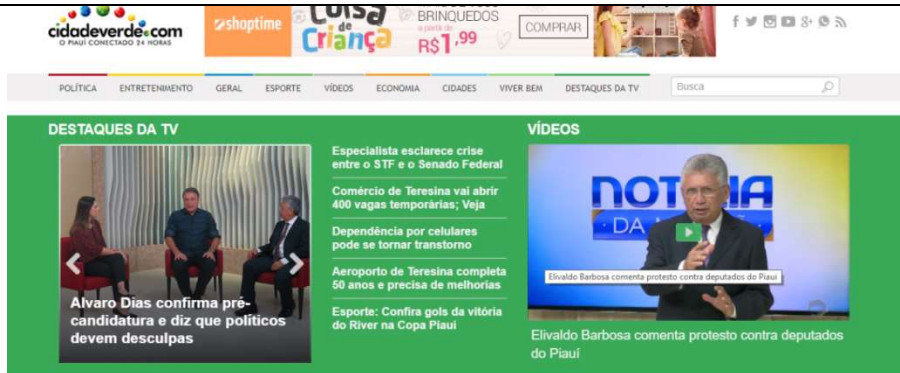 cidadeverde.com
O PIAUÍ CONECTADO 24 HORAS
shoptime
Criança
BRINQUEDOS
a partir de
R$1,99
COMPRAR
POLÍTICA
ENTRETENIMENTO
GERAL
ESPORTE
VÍDEOS
ECONOMIA
CIDADES
VIVER BEM
DESTAQUES DA TV
Busca
DESTAQUES DA TV
Alvaro Dias confirma pré-
candidatura e diz que políticos
devem desculpas
Especialista esclarece crise
entre o STF e o Senado Federal
Comércio de Teresina vai abrir
400 vagas temporárias; Veja
Dependência por celulares
pode se tornar transtorno
Aeroporto de Teresina completa
50 anos e precisa de melhorias
Esporte: Confira gols da vitória
do River na Copa Piauí
VÍDEOS
DA
Elivaldo Barbosa comenta protesto contra deputados do Piauí
Elivaldo Barbosa comenta protesto contra deputados
do Piauí